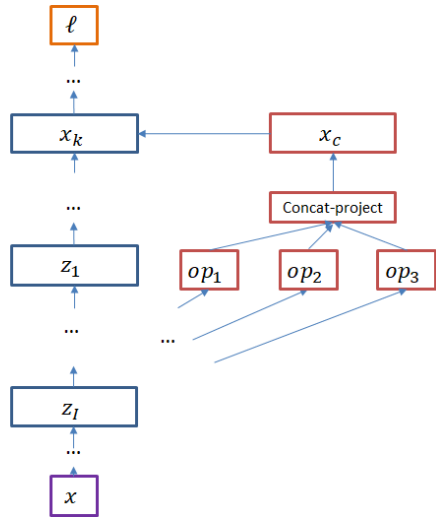 ℓ
...
x_k
x_c
...
Concat-project
z_1
op_1
op_2
op_3
...
...
z_I
...
x